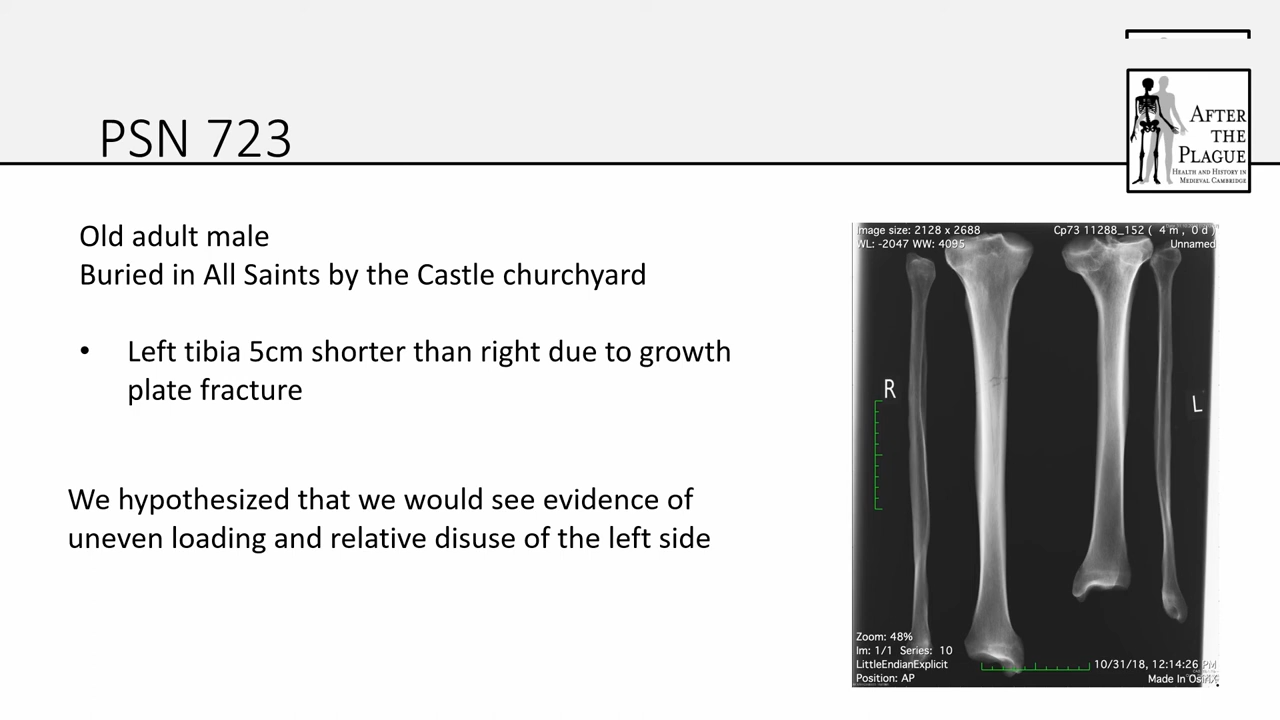 PSN 723
AFTER
THE
PLAGUE
HEALTH AND HISTORY IN
MEDIEVAL CAMBRIDGE
Old adult male
Buried in All Saints by the Castle churchyard
• Left tibia 5cm shorter than right due to growth
plate fracture
We hypothesized that we would see evidence of
uneven loading and relative disuse of the left side
Image size: 2128 x 2688
WL: -2047 WW: 4095
Cp73 11288_152 ( 4 m , 0 d )
Unnamed
R
L
Zoom: 48%
Im: 1/1 Series: 10
LittleEndianExplicit
Position: AP
10/31/18, 12:14:26 PM
Made In OsiriX